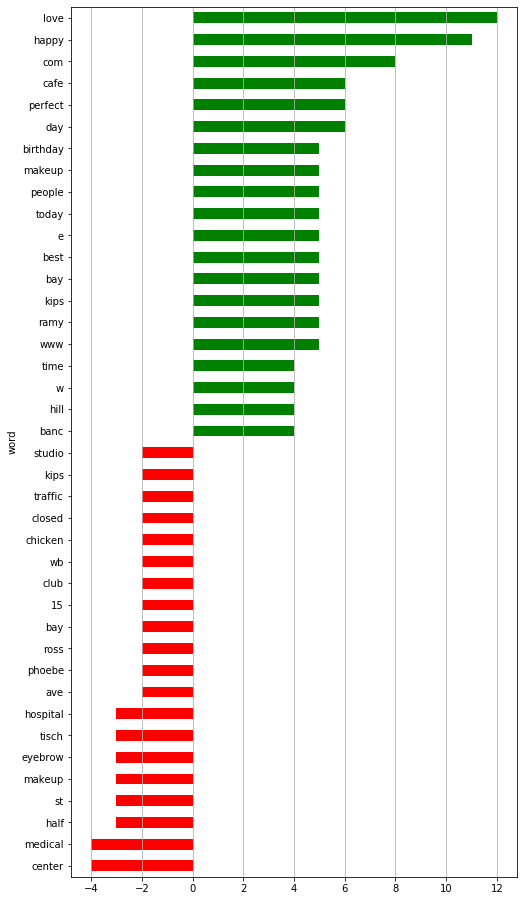 love
happy
com
cafe
perfect
day
birthday
makeup
people
today
e
best
bay
kips
ramy
www
time
w
hill
banc
word
studio
kips
traffic
closed
chicken
wb
club
15
bay
ross
phoebe
ave
hospital
tisch
eyebrow
makeup
st
half
medical
center
−4 −2 0 2 4 6 8 10 12